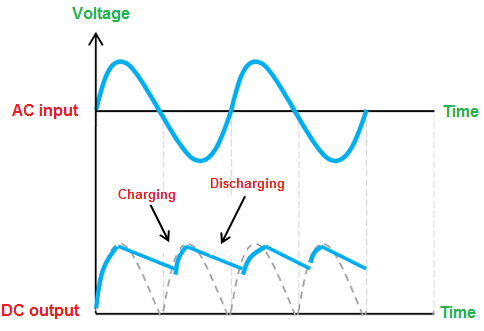 Voltage
AC input
Time
Charging
Discharging
DC output
Time